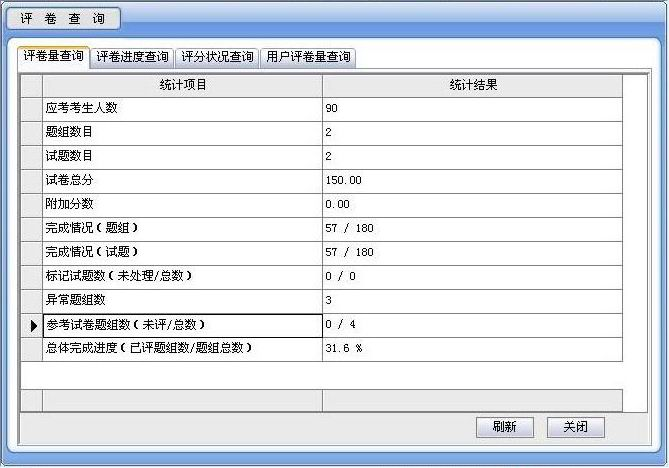 评 卷 查 询
评卷量查询 评卷进度查询 评分状况查询 用户评卷量查询
统计项目 统计结果
应考考生人数 90
题组数目 2
试题数目 2
试卷总分 150.00
附加分数 0.00
完成情况(题组) 57 / 180
完成情况(试题) 57 / 180
标记试题数(未处理/总数) 0 / 0
异常题组数 3
参考试卷题组数(未评/总数) 0 / 4
总体完成进度(已评题组数/题组总数) 31.6 %
刷新 关闭